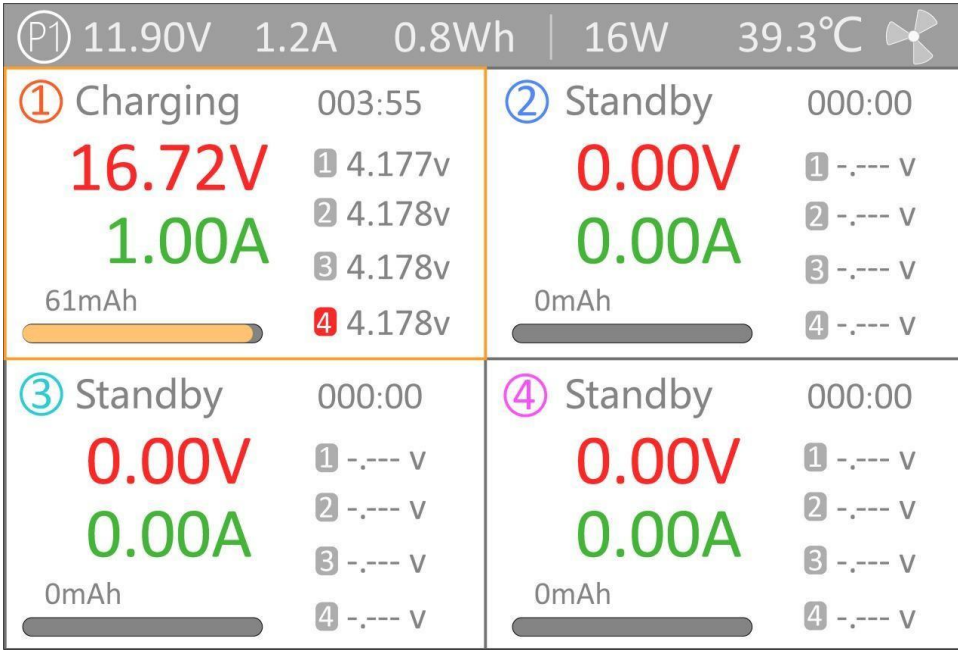 P1 11.90V 1.2A 0.8Wh 16W 39.3℃
1 Charging 003:55
16.72V
1.00A
61mAh
1 4.177v
2 4.178v
3 4.178v
4 4.178v
2 Standby 000:00
0.00V
0.00A
0mAh
1 -.--- v
2 -.--- v
3 -.--- v
4 -.--- v
3 Standby 000:00
0.00V
0.00A
0mAh
1 -.--- v
2 -.--- v
3 -.--- v
4 -.--- v
4 Standby 000:00
0.00V
0.00A
0mAh
1 -.--- v
2 -.--- v
3 -.--- v
4 -.--- v